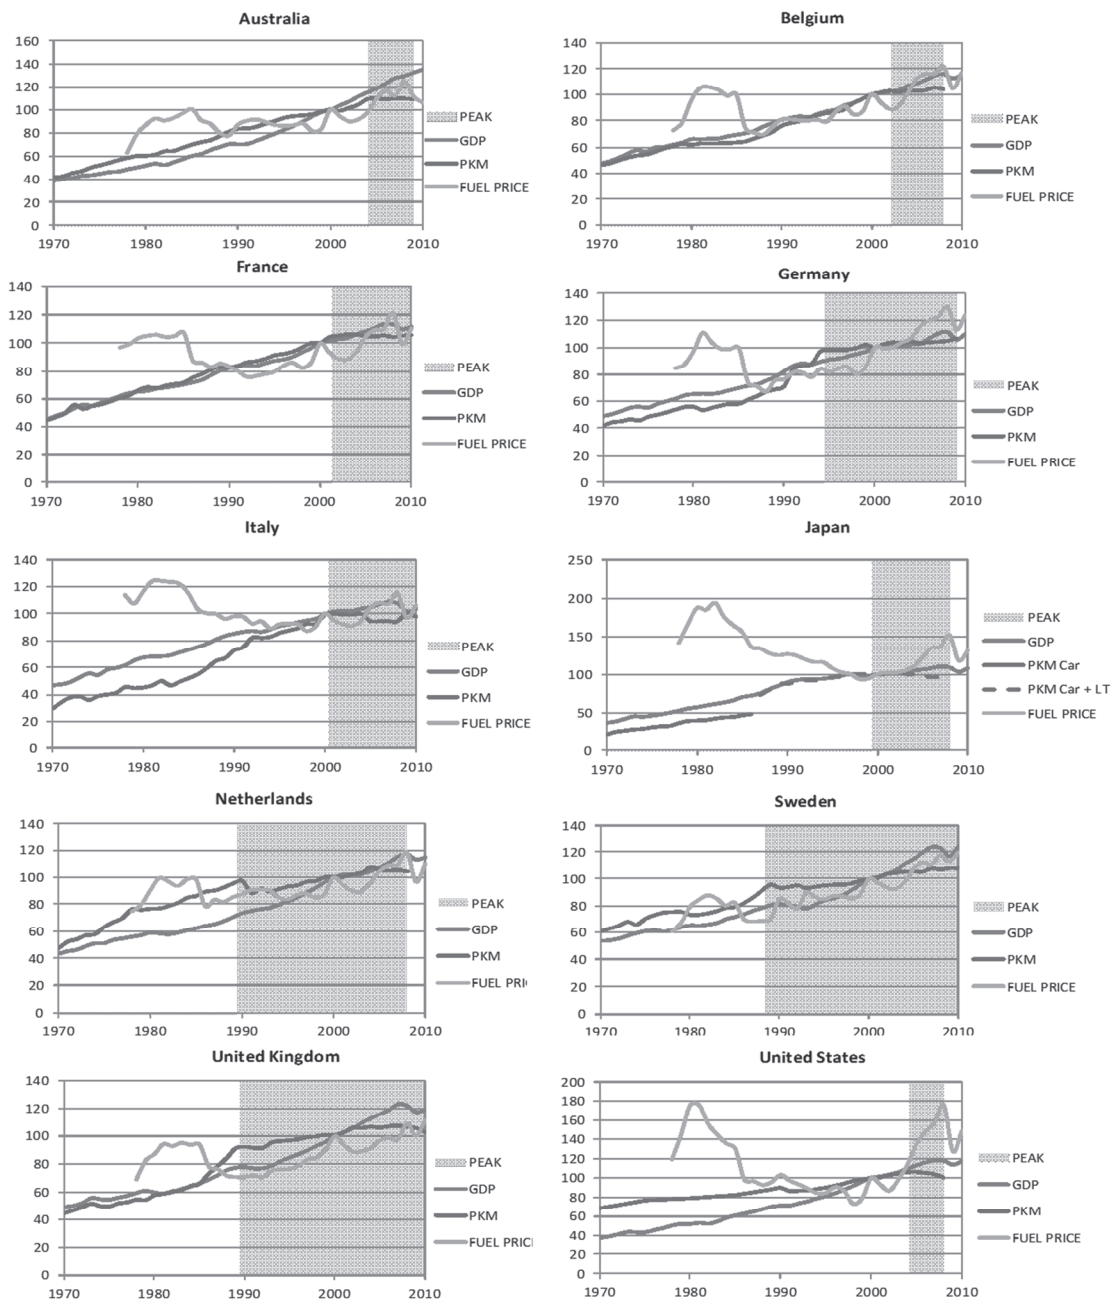 Australia
160
140
120
100
80
60
40
20
0
1970 1980 1990 2000 2010
PEAK
GDP
PKM
FUEL PRICE
Belgium
140
120
100
80
60
40
20
0
1970 1980 1990 2000 2010
PEAK
GDP
PKM
FUEL PRICE
France
140
120
100
80
60
40
20
0
1970 1980 1990 2000 2010
PEAK
GDP
PKM
FUEL PRICE
Germany
140
120
100
80
60
40
20
0
1970 1980 1990 2000 2010
PEAK
GDP
PKM
FUEL PRICE
Italy
140
120
100
80
60
40
20
0
1970 1980 1990 2000 2010
PEAK
GDP
PKM
FUEL PRICE
Japan
250
200
150
100
50
0
1970 1980 1990 2000 2010
PEAK
GDP
PKM Car
PKM Car + LT
FUEL PRICE
Netherlands
140
120
100
80
60
40
20
0
1970 1980 1990 2000 2010
PEAK
GDP
PKM
FUEL PRI
Sweden
140
120
100
80
60
40
20
0
1970 1980 1990 2000 2010
PEAK
GDP
PKM
FUEL PRICE
United Kingdom
140
120
100
80
60
40
20
0
1970 1980 1990 2000 2010
PEAK
GDP
PKM
FUEL PRIC
United States
200
180
160
140
120
100
80
60
40
20
0
1970 1980 1990 2000 2010
PEAK
GDP
PKM
FUEL PRICE